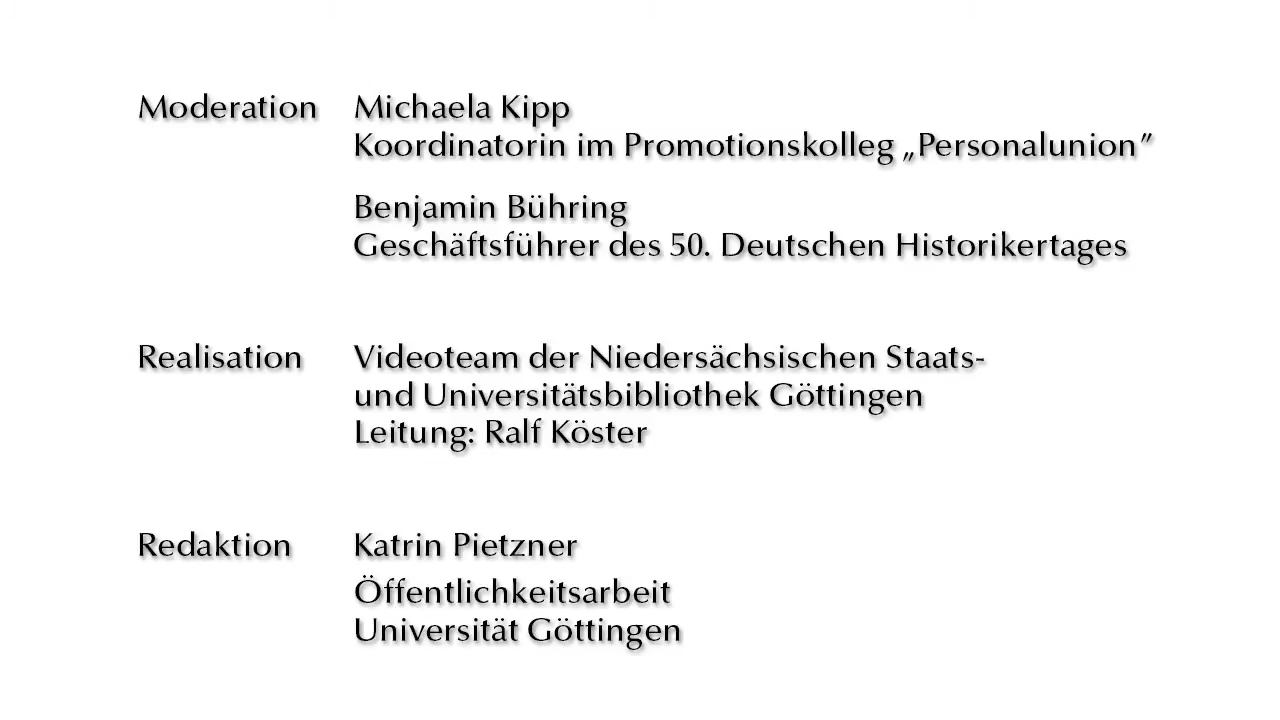 Moderation Michaela Kipp
Koordinatorin im Promotionskolleg „Personalunion”
Benjamin Bühring
Geschäftsführer des 50. Deutschen Historikertages
Realisation Videoteam der Niedersächsischen Staats-
und Universitätsbibliothek Göttingen
Leitung: Ralf Köster
Redaktion Katrin Pietzner
Öffentlichkeitsarbeit
Universität Göttingen